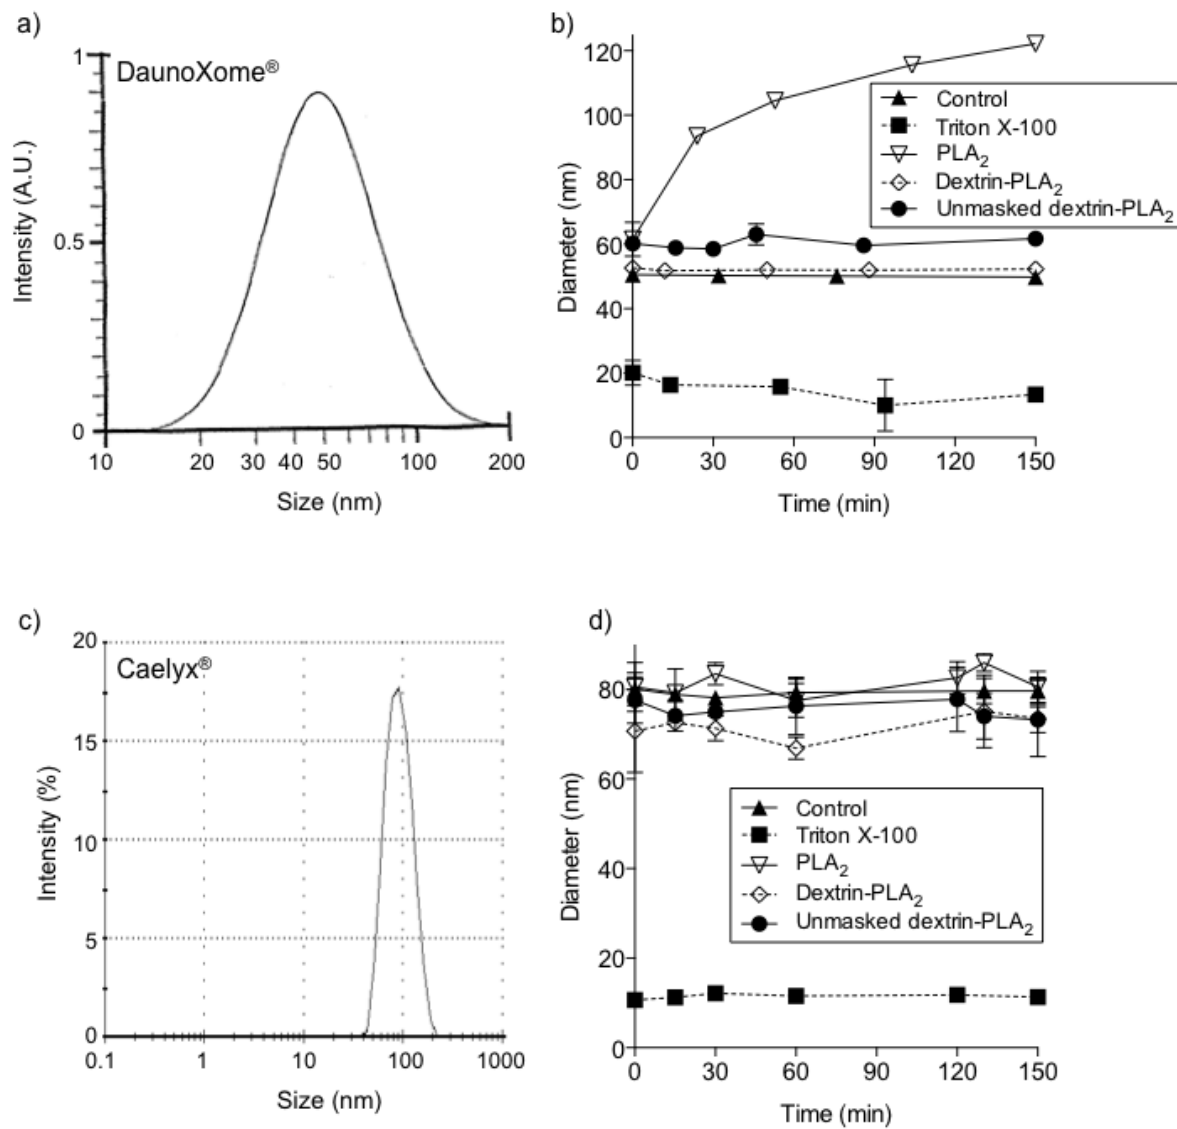 a)
DaunoXome®
Intensity (A.U.)
1
0.5
0
10 20 30 40 50 100 200
Size (nm)
b)
Diameter (nm)
120
100
80
60
40
20
0
0 30 60 90 120 150
Time (min)
Control
Triton X-100
PLA₂
Dextrin-PLA₂
Unmasked dextrin-PLA₂
c)
Caelyx®
Intensity (%)
20
15
10
5
0
0.1 1 10 100 1000
Size (nm)
d)
Diameter (nm)
80
60
40
20
0
0 30 60 90 120 150
Time (min)
Control
Triton X-100
PLA₂
Dextrin-PLA₂
Unmasked dextrin-PLA₂